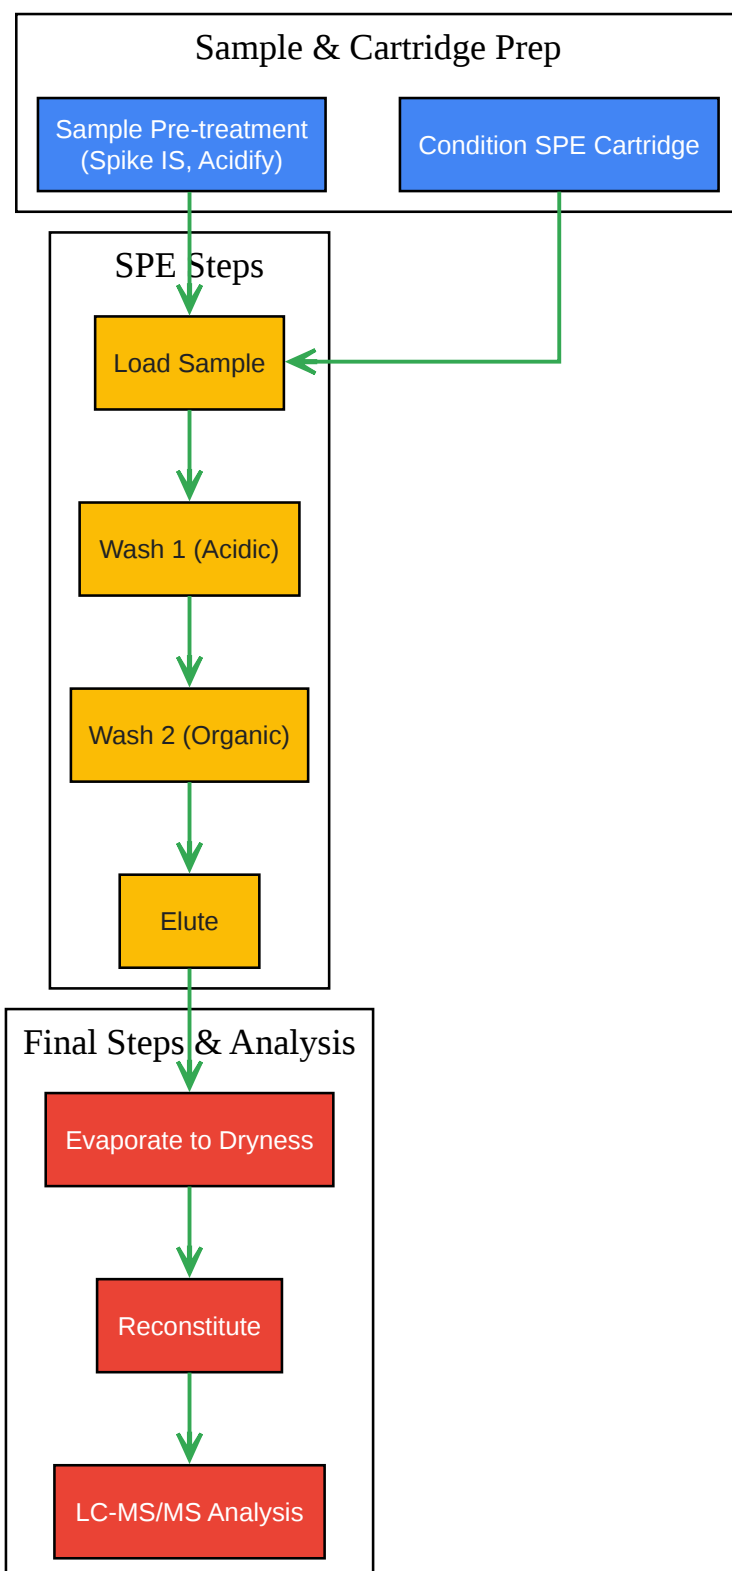 Sample & Cartridge Prep
Sample Pre-treatment
(Spike IS, Acidify)
Condition SPE Cartridge
SPE Steps
Load Sample
Wash 1 (Acidic)
Wash 2 (Organic)
Elute
Final Steps & Analysis
Evaporate to Dryness
Reconstitute
LC-MS/MS Analysis